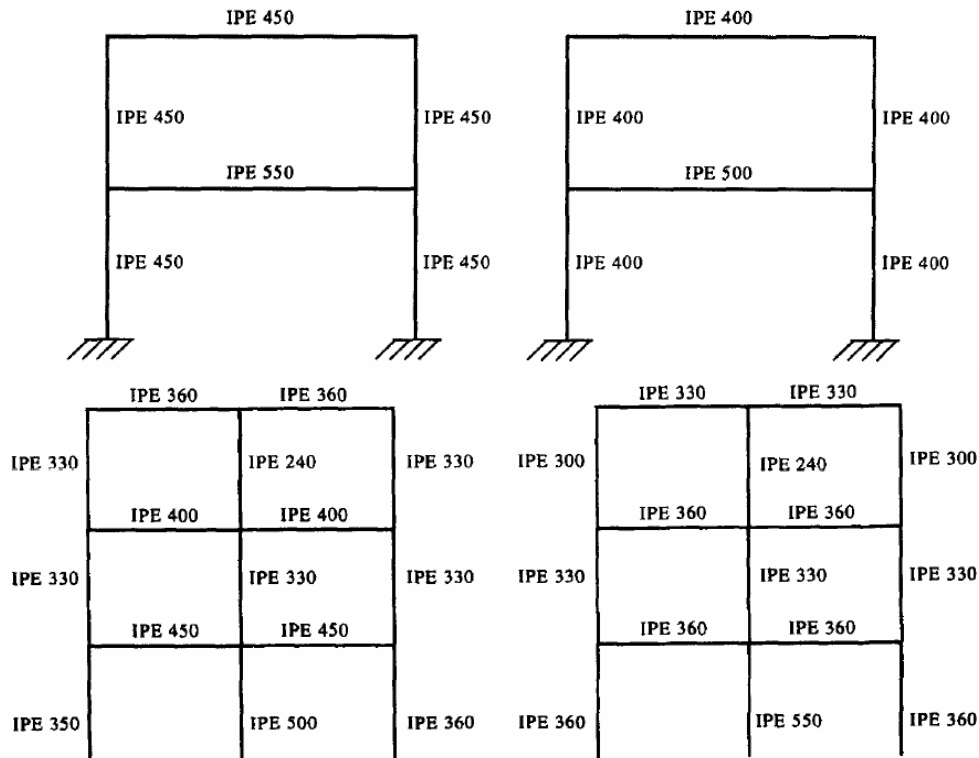 IPE 450
IPE 450 IPE 450
IPE 550
IPE 450 IPE 450
IPE 400
IPE 400 IPE 400
IPE 500
IPE 400 IPE 400
IPE 360 IPE 360
IPE 330 IPE 240 IPE 330
IPE 400 IPE 400
IPE 330 IPE 330 IPE 330
IPE 450 IPE 450
IPE 350 IPE 500 IPE 360
IPE 330 IPE 330
IPE 300 IPE 240 IPE 300
IPE 360 IPE 360
IPE 330 IPE 330 IPE 330
IPE 360 IPE 360
IPE 360 IPE 550 IPE 360